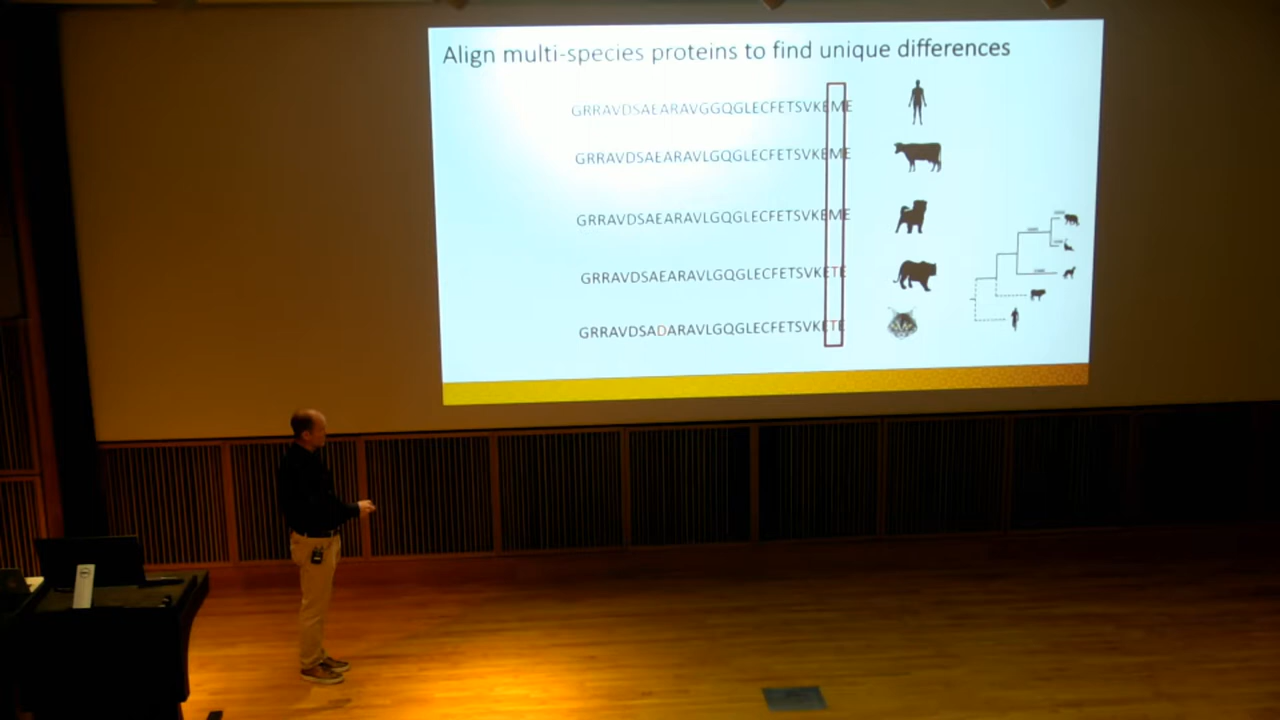 Align multi-species proteins to find unique differences
GRRAVDSAEARAVGGQGLECFETSVKEME
GRRAVDSAEARAVLGQGLECFETSVKEME
GRRAVDSAEARAVLGQGLECFETSVKEME
GRRAVDSAEARAVLGQGLECFETSVKETE
GRRAVDSADARAVLGQGLECFETSVKETE